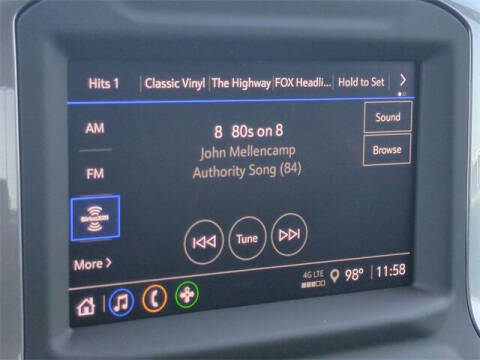 Hits 1 Classic Vinyl The Highway FOX Headli... Hold to Set
AM
8 80s on 8
Sound
John Mellencamp
Browse
FM
Authority Song (84)
SiriusXM
Tune
More
4G LTE 98° 11:58